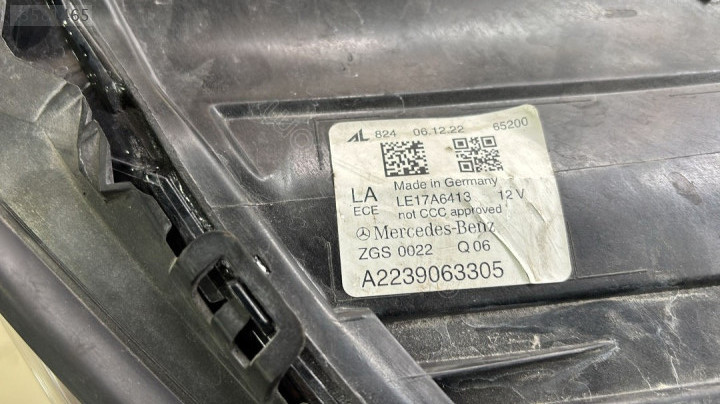 AL 824 06.12.22 65200
LA Made in Germany
ECE LE17A6413 12 V
not CCC approved
Mercedes-Benz
ZGS 0022 Q 06
A2239063305